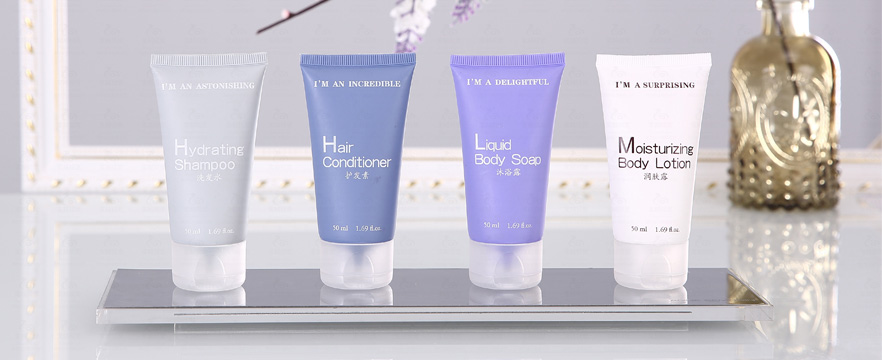 I'M AN ASTONISHING
Hydrating
Shampoo
洗发水
50 ml 1.69 fl.oz.
I'M AN INCREDIBLE
Hair
Conditioner
护发素
50 ml 1.69 fl.oz.
I'M A DELIGHTFUL
Liquid
Body Soap
沐浴露
50 ml 1.69 fl.oz.
I'M A SURPRISING
Moisturizing
Body Lotion
润肤露
50 ml 1.69 fl.oz.